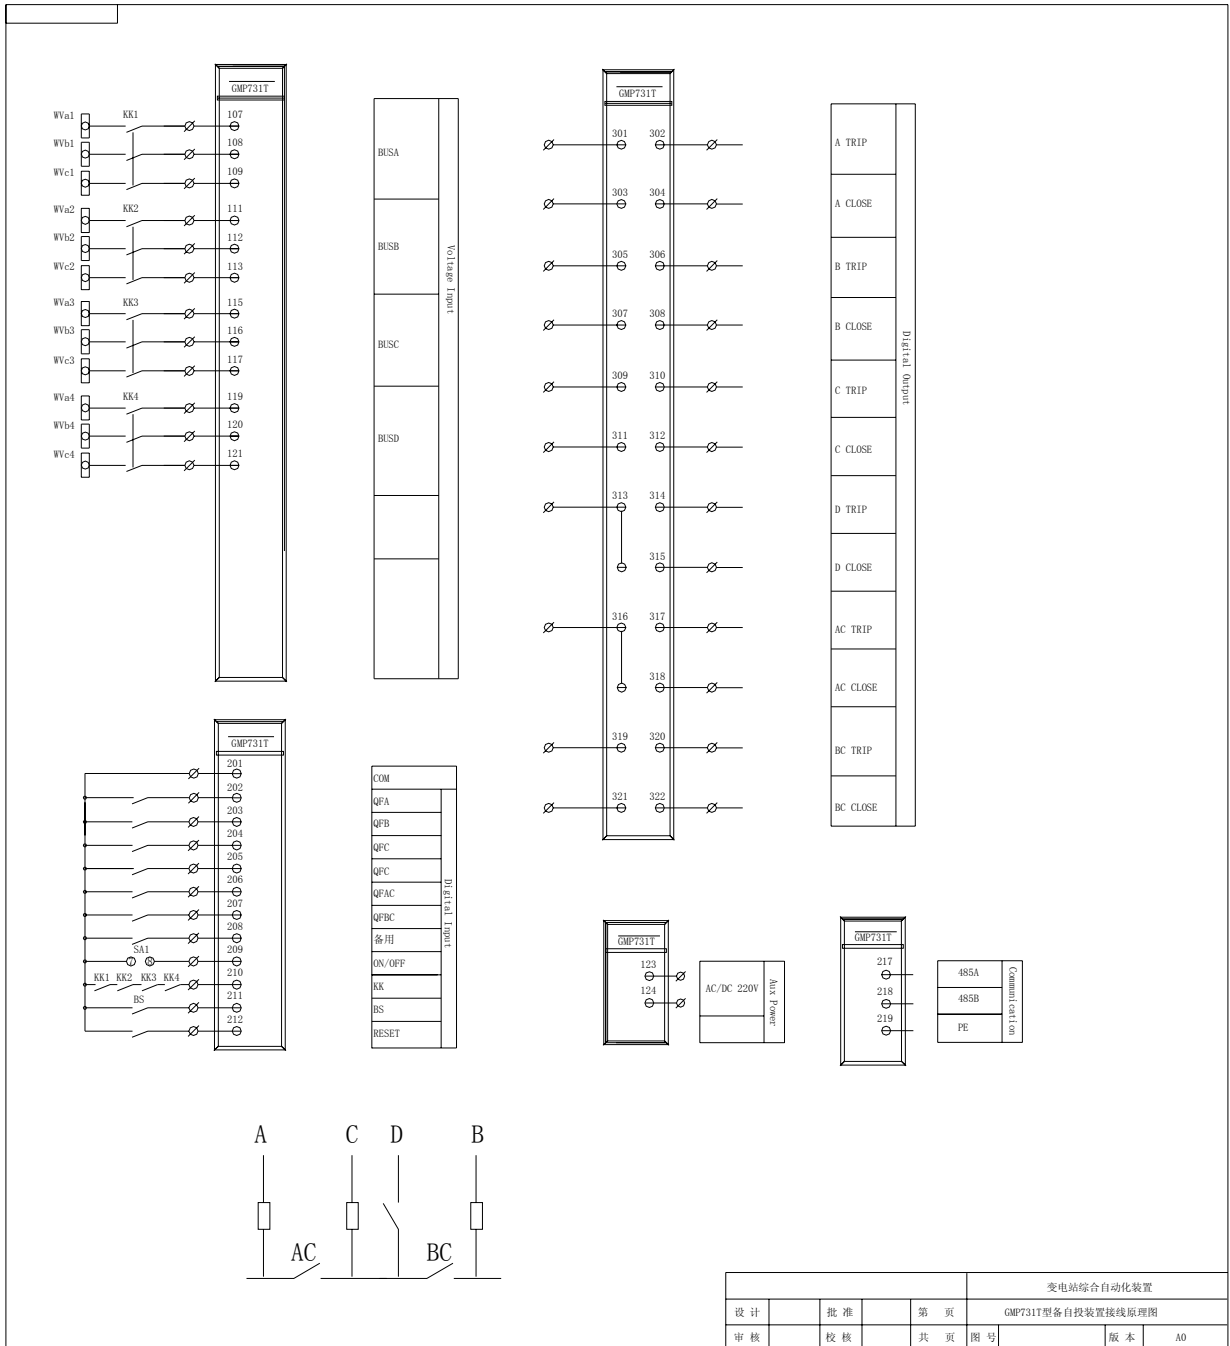 GMP731T
WVa1 KK1 107
WVb1 108
WVc1 109
WVa2 KK2 111
WVb2 112
WVc2 113
WVa3 KK3 115
WVb3 116
WVc3 117
WVa4 KK4 119
WVb4 120
WVc4 121
BUSA
BUSB
BUSC
BUSD
Voltage Input
GMP731T
301 302
303 304
305 306
307 308
309 310
311 312
313 314
315
316 317
318
319 320
321 322
A TRIP
A CLOSE
B TRIP
B CLOSE
C TRIP
C CLOSE
D TRIP
D CLOSE
AC TRIP
AC CLOSE
BC TRIP
BC CLOSE
Digital Output
GMP731T
201
202
203
204
205
206
207
208
SA1 209
⑦ ⑧
KK1 KK2 KK3 KK4 210
BS 211
212
COM
QFA
QFB
QFC
QFC
QFAC
QFBC
备用
ON/OFF
KK
BS
RESET
Digital Input
GMP731T
123
124
AC/DC 220V
Aux Power
GMP731T
217
218
219
485A
485B
PE
Communication
A C D B
AC BC
变电站综合自动化装置
设 计 批 准 第 页 GMP731T型备自投装置接线原理图
审 核 校 核 共 页 图 号 版 本 A0